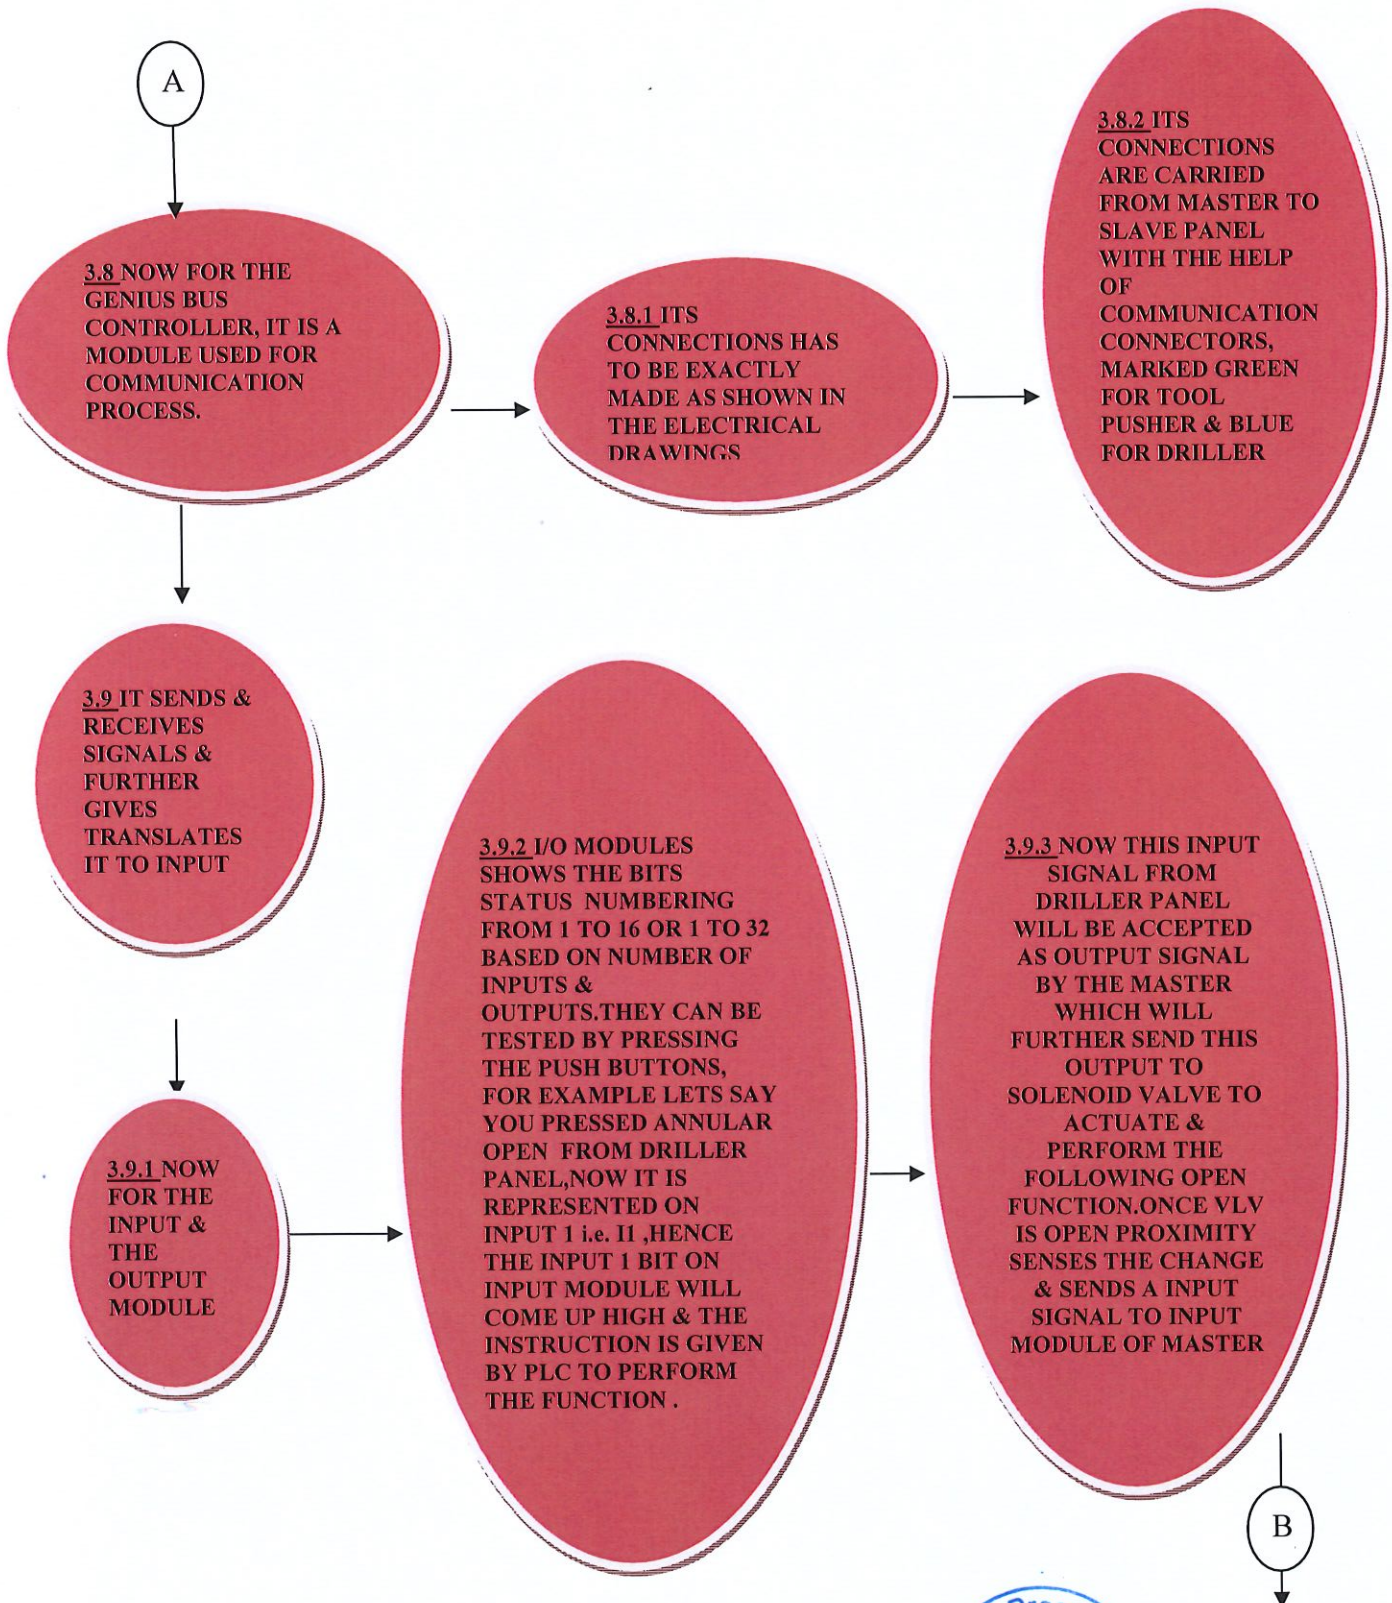 A
3.8 NOW FOR THE
GENIUS BUS
CONTROLLER, IT IS A
MODULE USED FOR
COMMUNICATION
PROCESS.
3.8.1 ITS
CONNECTIONS HAS
TO BE EXACTLY
MADE AS SHOWN IN
THE ELECTRICAL
DRAWINGS
3.8.2 ITS
CONNECTIONS
ARE CARRIED
FROM MASTER TO
SLAVE PANEL
WITH THE HELP
OF
COMMUNICATION
CONNECTORS,
MARKED GREEN
FOR TOOL
PUSHER & BLUE
FOR DRILLER
3.9 IT SENDS &
RECEIVES
SIGNALS &
FURTHER
GIVES
TRANSLATES
IT TO INPUT
3.9.1 NOW
FOR THE
INPUT &
THE
OUTPUT
MODULE
3.9.2 I/O MODULES
SHOWS THE BITS
STATUS NUMBERING
FROM 1 TO 16 OR 1 TO 32
BASED ON NUMBER OF
INPUTS &
OUTPUTS.THEY CAN BE
TESTED BY PRESSING
THE PUSH BUTTONS,
FOR EXAMPLE LETS SAY
YOU PRESSED ANNULAR
OPEN FROM DRILLER
PANEL,NOW IT IS
REPRESENTED ON
INPUT 1 i.e. I1 ,HENCE
THE INPUT 1 BIT ON
INPUT MODULE WILL
COME UP HIGH & THE
INSTRUCTION IS GIVEN
BY PLC TO PERFORM
THE FUNCTION .
3.9.3 NOW THIS INPUT
SIGNAL FROM
DRILLER PANEL
WILL BE ACCEPTED
AS OUTPUT SIGNAL
BY THE MASTER
WHICH WILL
FURTHER SEND THIS
OUTPUT TO
SOLENOID VALVE TO
ACTUATE &
PERFORM THE
FOLLOWING OPEN
FUNCTION.ONCE VLV
IS OPEN PROXIMITY
SENSES THE CHANGE
& SENDS A INPUT
SIGNAL TO INPUT
MODULE OF MASTER
B